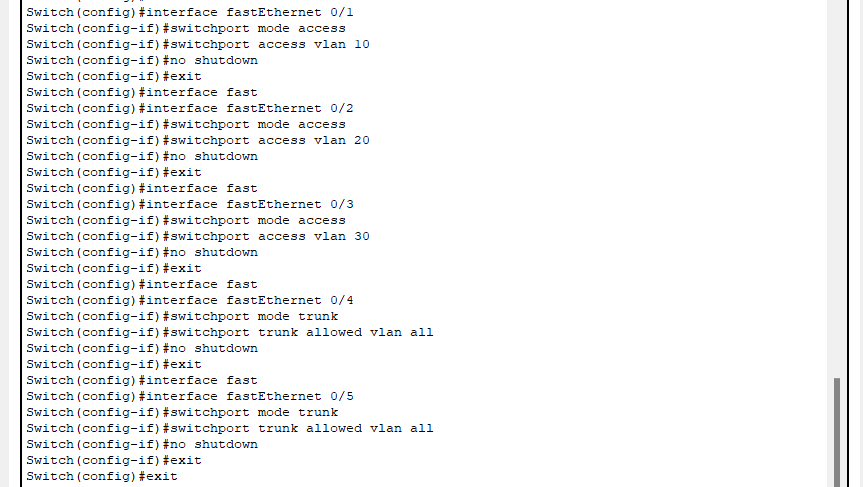 Switch(config)#interface fastEthernet 0/1
Switch(config-if)#switchport mode access
Switch(config-if)#switchport access vlan 10
Switch(config-if)#no shutdown
Switch(config-if)#exit
Switch(config)#interface fast
Switch(config)#interface fastEthernet 0/2
Switch(config-if)#switchport mode access
Switch(config-if)#switchport access vlan 20
Switch(config-if)#no shutdown
Switch(config-if)#exit
Switch(config)#interface fast
Switch(config)#interface fastEthernet 0/3
Switch(config-if)#switchport mode access
Switch(config-if)#switchport access vlan 30
Switch(config-if)#no shutdown
Switch(config-if)#exit
Switch(config)#interface fast
Switch(config)#interface fastEthernet 0/4
Switch(config-if)#switchport mode trunk
Switch(config-if)#switchport trunk allowed vlan all
Switch(config-if)#no shutdown
Switch(config-if)#exit
Switch(config)#interface fast
Switch(config)#interface fastEthernet 0/5
Switch(config-if)#switchport mode trunk
Switch(config-if)#switchport trunk allowed vlan all
Switch(config-if)#no shutdown
Switch(config-if)#exit
Switch(config)#exit